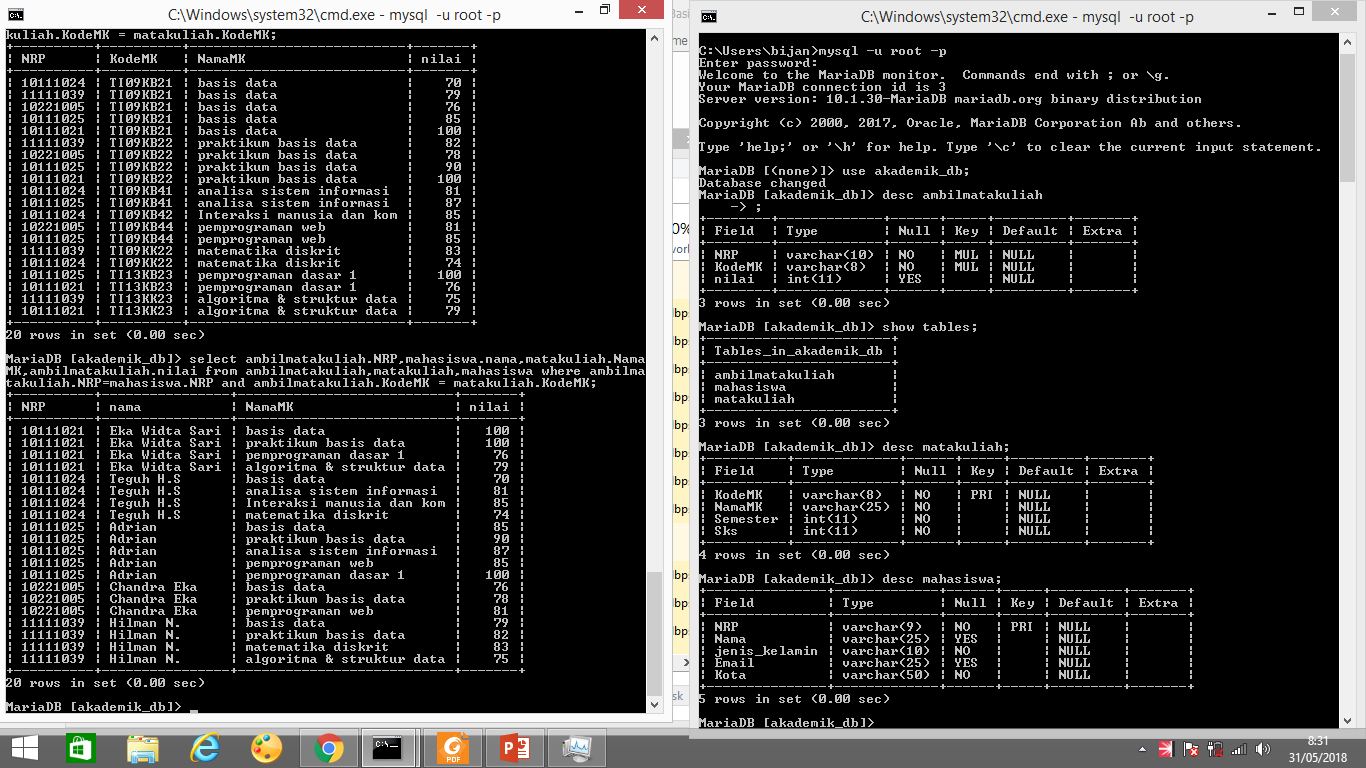 C:\Windows\system32\cmd.exe - mysql -u root -p
kuliah.KodeMK = matakuliah.KodeMK;
| NRP | KodeMK | NamaMK | nilai |
| 10111024 | TI09KB21 | basis data | 70 |
| 11111039 | TI09KB21 | basis data | 79 |
| 10221005 | TI09KB21 | basis data | 76 |
| 10111025 | TI09KB21 | basis data | 85 |
| 10111021 | TI09KB21 | basis data | 100 |
| 11111039 | TI09KB22 | praktikum basis data | 82 |
| 10221005 | TI09KB22 | praktikum basis data | 78 |
| 10111025 | TI09KB22 | praktikum basis data | 90 |
| 10111021 | TI09KB22 | praktikum basis data | 100 |
| 10111024 | TI09KB41 | analisa sistem informasi | 81 |
| 10111025 | TI09KB41 | analisa sistem informasi | 87 |
| 10111024 | TI09KB42 | Interaksi manusia dan kom | 85 |
| 10221005 | TI09KB44 | pemprograman web | 81 |
| 10111025 | TI09KB44 | pemprograman web | 85 |
| 11111039 | TI09KK22 | matematika diskrit | 83 |
| 10111024 | TI09KK22 | matematika diskrit | 74 |
| 10111025 | TI13KB23 | pemprograman dasar 1 | 100 |
| 10111021 | TI13KB23 | pemprograman dasar 1 | 76 |
| 11111039 | TI13KK23 | algoritma & struktur data | 75 |
| 10111021 | TI13KK23 | algoritma & struktur data | 79 |
20 rows in set (0.00 sec)
MariaDB [akademik_db]> select ambilmatakuliah.NRP,mahasiswa.nama,matakuliah.Nama
MK,ambilmatakuliah.nilai from ambilmatakuliah,matakuliah,mahasiswa where ambilma
takuliah.NRP=mahasiswa.NRP and ambilmatakuliah.KodeMK = matakuliah.KodeMK;
| NRP | nama | NamaMK | nilai |
| 10111021 | Eka Widta Sari | basis data | 100 |
| 10111021 | Eka Widta Sari | praktikum basis data | 100 |
| 10111021 | Eka Widta Sari | pemprograman dasar 1 | 76 |
| 10111021 | Eka Widta Sari | algoritma & struktur data | 79 |
| 10111024 | Teguh H.S | basis data | 70 |
| 10111024 | Teguh H.S | analisa sistem informasi | 81 |
| 10111024 | Teguh H.S | Interaksi manusia dan kom | 85 |
| 10111024 | Teguh H.S | matematika diskrit | 74 |
| 10111025 | Adrian | basis data | 85 |
| 10111025 | Adrian | praktikum basis data | 90 |
| 10111025 | Adrian | analisa sistem informasi | 87 |
| 10111025 | Adrian | pemprograman web | 85 |
| 10111025 | Adrian | pemprograman dasar 1 | 100 |
| 10221005 | Chandra Eka | basis data | 76 |
| 10221005 | Chandra Eka | praktikum basis data | 78 |
| 10221005 | Chandra Eka | pemprograman web | 81 |
| 11111039 | Hilman N. | basis data | 79 |
| 11111039 | Hilman N. | praktikum basis data | 82 |
| 11111039 | Hilman N. | matematika diskrit | 83 |
| 11111039 | Hilman N. | algoritma & struktur data | 75 |
20 rows in set (0.00 sec)
MariaDB [akademik_db]> _
C:\Windows\system32\cmd.exe - mysql -u root -p
C:\Users\bijan>mysql -u root -p
Enter password:
Welcome to the MariaDB monitor. Commands end with ; or \g.
Your MariaDB connection id is 3
Server version: 10.1.30-MariaDB mariadb.org binary distribution
Copyright (c) 2000, 2017, Oracle, MariaDB Corporation Ab and others.
Type 'help;' or '\h' for help. Type '\c' to clear the current input statement.
MariaDB [(none)]> use akademik_db;
Database changed
MariaDB [akademik_db]> desc ambilmatakuliah
-> ;
| Field | Type | Null | Key | Default | Extra |
| NRP | varchar(10) | NO | MUL | NULL | |
| KodeMK | varchar(8) | NO | MUL | NULL | |
| nilai | int(11) | YES | | NULL | |
3 rows in set (0.00 sec)
MariaDB [akademik_db]> show tables;
| Tables_in_akademik_db |
| ambilmatakuliah |
| mahasiswa |
| matakuliah |
3 rows in set (0.00 sec)
MariaDB [akademik_db]> desc matakuliah;
| Field | Type | Null | Key | Default | Extra |
| KodeMK | varchar(8) | NO | PRI | NULL | |
| NamaMK | varchar(25) | NO | | NULL | |
| Semester | int(11) | NO | | NULL | |
| Sks | int(11) | NO | | NULL | |
4 rows in set (0.00 sec)
MariaDB [akademik_db]> desc mahasiswa;
| Field | Type | Null | Key | Default | Extra |
| NRP | varchar(9) | NO | PRI | NULL | |
| Nama | varchar(25) | YES | | NULL | |
| jenis_kelamin | varchar(10) | NO | | NULL | |
| Email | varchar(25) | YES | | NULL | |
| Kota | varchar(50) | NO | | NULL | |
5 rows in set (0.00 sec)
MariaDB [akademik_db]>
PDF
8:31
31/05/2018